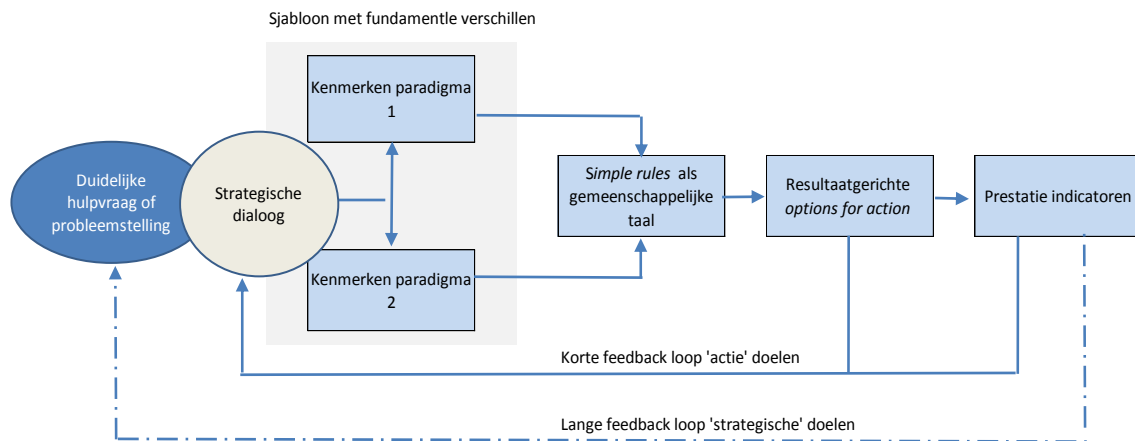 Sjabloon met fundamentle verschillen
Kenmerken paradigma
1
Duidelijke
hulpvraag of
probleemstelling
Strategische
dialoog
Simple rules als
gemeenschappelijke
taal
Resultaatgerichte
options for action
Prestatie indicatoren
Kenmerken paradigma
2
Korte feedback loop 'actie' doelen
Lange feedback loop 'strategische' doelen